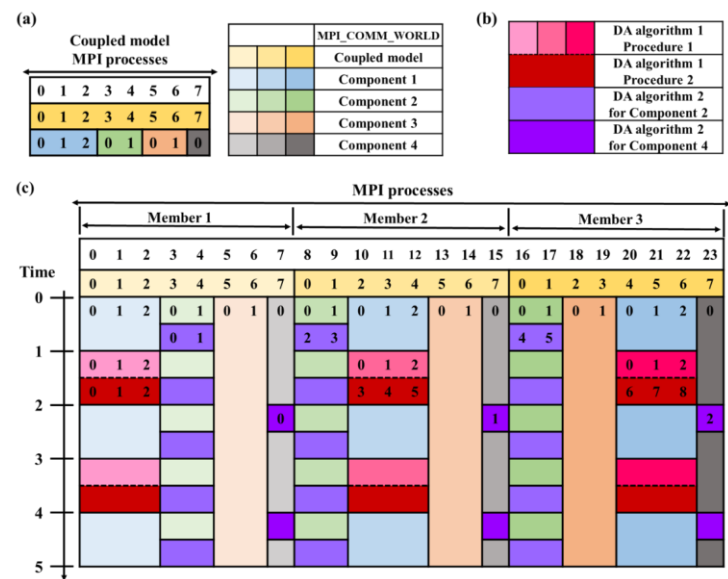 (a)
Coupled model
MPI processes
0 1 2 3 4 5 6 7
0 1 2 3 4 5 6 7
0 1 2 0 1 0 1 0
MPI_COMM_WORLD
Coupled model
Component 1
Component 2
Component 3
Component 4
(b)
DA algorithm 1
Procedure 1
DA algorithm 1
Procedure 2
DA algorithm 2
for Component 2
DA algorithm 2
for Component 4
(c)
MPI processes
Member 1 Member 2 Member 3
0 1 2 3 4 5 6 7 8 9 10 11 12 13 14 15 16 17 18 19 20 21 22 23
Time
0 1 2 3 4 5 6 7 0 1 2 3 4 5 6 7 0 1 2 3 4 5 6 7
0
0 1 2 0 1 0 1 0 0 1 0 1 2 0 1 0 0 1 0 1 0 1 2 0
0 1 2 3 4 5
1
0 1 2 0 1 2 0 1 2
0 1 2 3 4 5 6 7 8
2
0 1 2
3
4
5